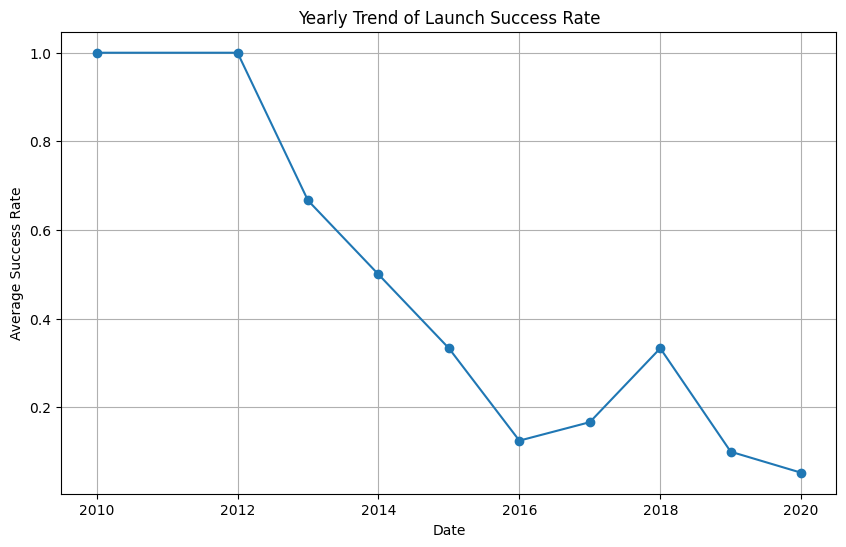 Yearly Trend of Launch Success Rate
1.0
0.8
0.6
0.4
0.2
Average Success Rate
2010 2012 2014 2016 2018 2020
Date